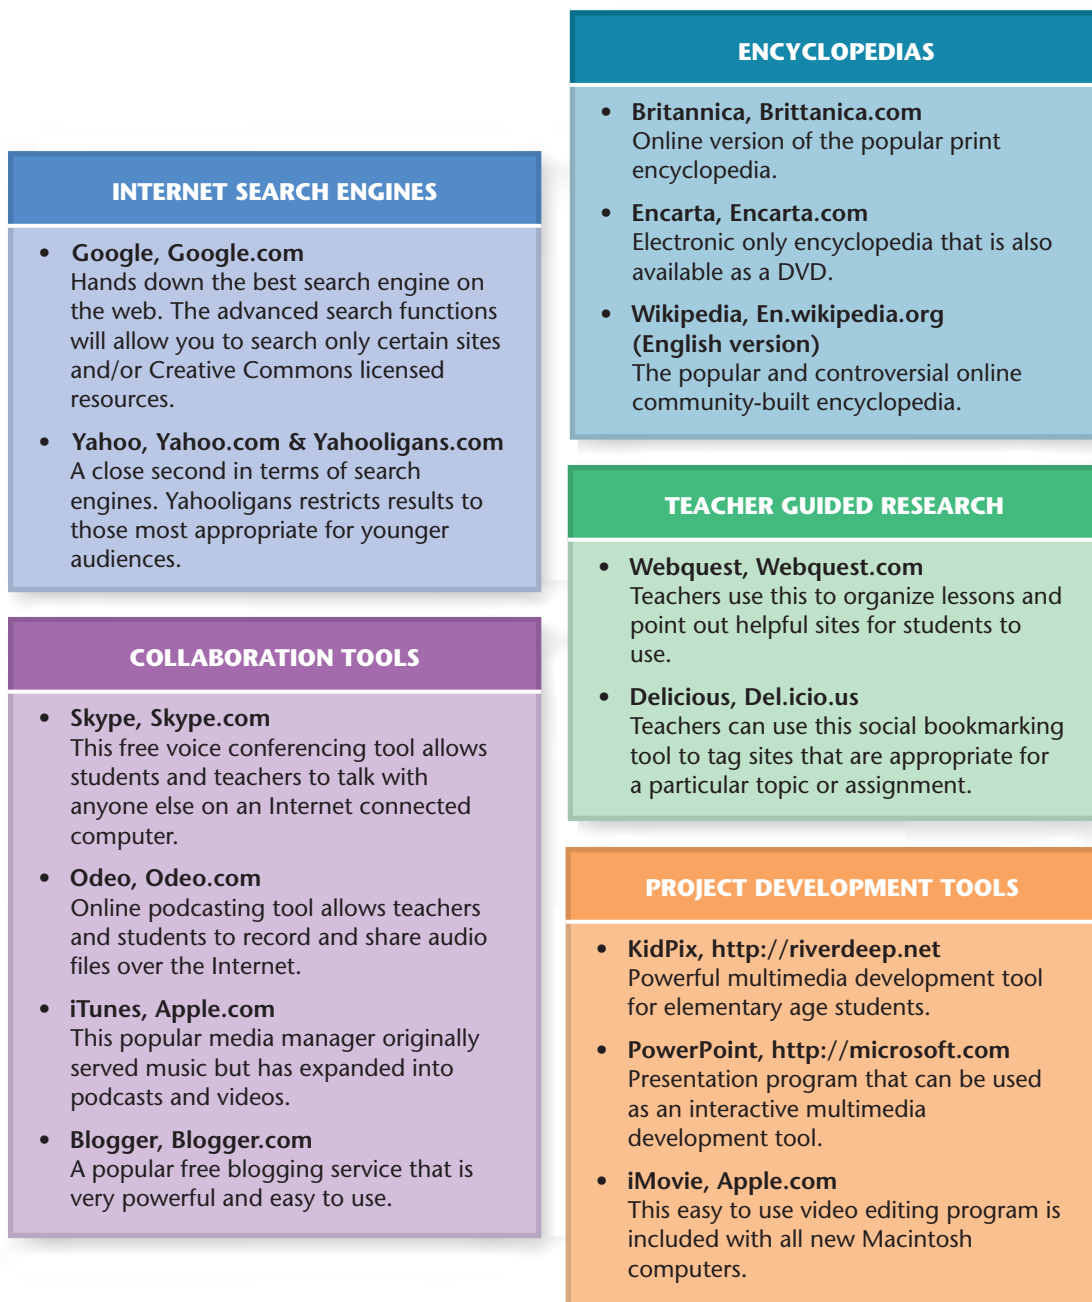 INTERNET SEARCH ENGINES
• Google, Google.com
Hands down the best search engine on
the web. The advanced search functions
will allow you to search only certain sites
and/or Creative Commons licensed
resources.
• Yahoo, Yahoo.com & Yahooligans.com
A close second in terms of search
engines. Yahooligans restricts results to
those most appropriate for younger
audiences.
COLLABORATION TOOLS
• Skype, Skype.com
This free voice conferencing tool allows
students and teachers to talk with
anyone else on an Internet connected
computer.
• Odeo, Odeo.com
Online podcasting tool allows teachers
and students to record and share audio
files over the Internet.
• iTunes, Apple.com
This popular media manager originally
served music but has expanded into
podcasts and videos.
• Blogger, Blogger.com
A popular free blogging service that is
very powerful and easy to use.
ENCYCLOPEDIAS
• Britannica, Brittanica.com
Online version of the popular print
encyclopedia.
• Encarta, Encarta.com
Electronic only encyclopedia that is also
available as a DVD.
• Wikipedia, En.wikipedia.org
(English version)
The popular and controversial online
community-built encyclopedia.
TEACHER GUIDED RESEARCH
• Webquest, Webquest.com
Teachers use this to organize lessons and
point out helpful sites for students to
use.
• Delicious, Del.icio.us
Teachers can use this social bookmarking
tool to tag sites that are appropriate for
a particular topic or assignment.
PROJECT DEVELOPMENT TOOLS
• KidPix, http://riverdeep.net
Powerful multimedia development tool
for elementary age students.
• PowerPoint, http://microsoft.com
Presentation program that can be used
as an interactive multimedia
development tool.
• iMovie, Apple.com
This easy to use video editing program is
included with all new Macintosh
computers.